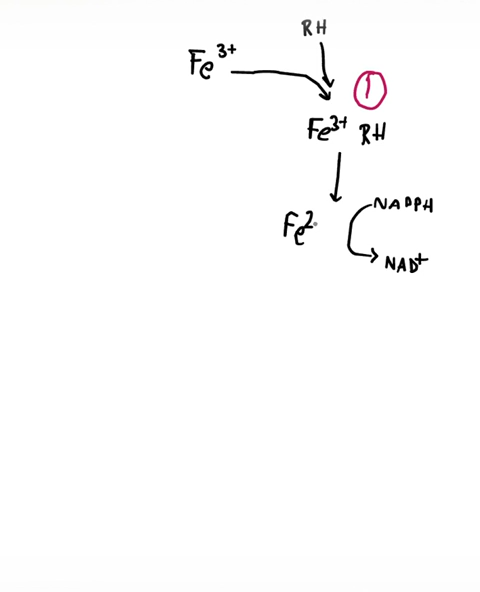 RH
Fe3+
1
Fe3+ RH
NADPH
Fe2
NAD+